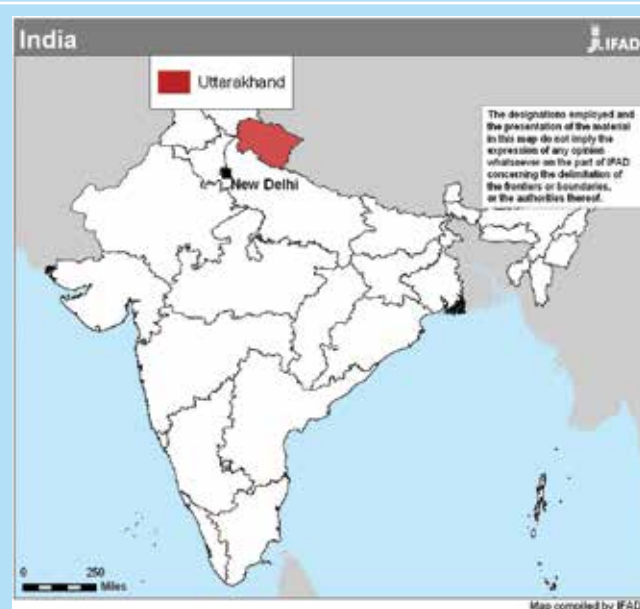 India
JLIFAD
Uttarakhand
The designations employed and
the presentation of the material
in this map do not imply the
expression of any opinion
whatsoever on the part of IFAD
concerning the delimitation of
the frontiers or boundaries,
or the authorities thereof.
New Delhi
0 250
Miles
Map compiled by IFAD